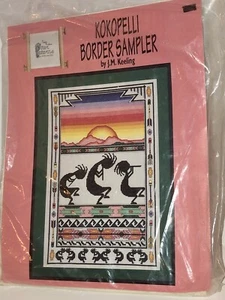 KOKOPELLI
BORDER SAMPLER
by J.M. Keeling